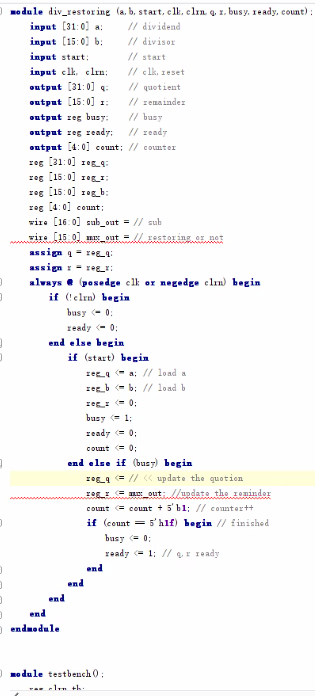 module div_restoring (a, b, start, clk, clrn, q, r, busy, ready, count);
input [31:0] a; // dividend
input [15:0] b; // divisor
input start; // start
input clk, clrn; // clk,reset
output [31:0] q; // quotient
output [15:0] r; // remainder
output reg busy; // busy
output reg ready; // ready
output [4:0] count; // counter
reg [31:0] reg_q;
reg [15:0] reg_r;
reg [15:0] reg_b;
reg [4:0] count;
wire [16:0] sub_out = // sub
wire [15:0] mux_out = // restoring or not
assign q = reg_q;
assign r = reg_r;
always @ (posedge clk or negedge clrn) begin
if (!clrn) begin
busy <= 0;
ready <= 0;
end else begin
if (start) begin
reg_q <= a; // load a
reg_b <= b; // load b
reg_r <= 0;
busy <= 1;
ready <= 0;
count <= 0;
end else if (busy) begin
reg_q <= // << update the quotion
reg_r <= mux_out; //update the reminder
count <= count + 5'b1; // counter++
if (count == 5'h1f) begin // finished
busy <= 0;
ready <= 1; // q,r ready
end
end
end
end
endmodule
module testbench();
reg clrn_tb;